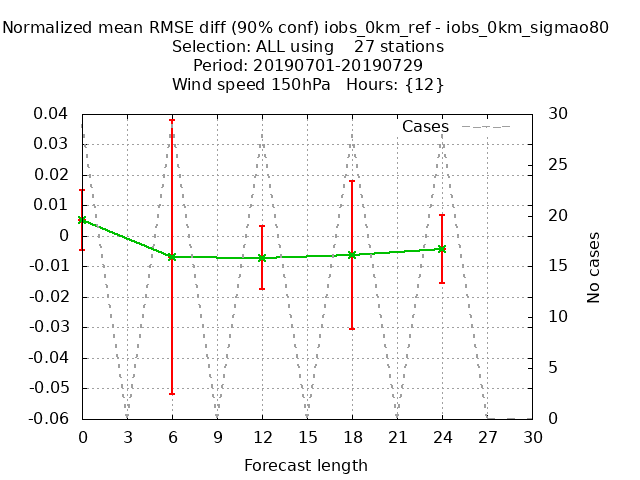 Normalized mean RMSE diff (90% conf) iobs_0km_ref - iobs_0km_sigmao80
Selection: ALL using 27 stations
Period: 20190701-20190729
Wind speed 150hPa Hours: {12}
Cases
0.04
0.03
0.02
0.01
0
-0.01
-0.02
-0.03
-0.04
-0.05
-0.06
30
25
20
15
10
5
0
No cases
0 3 6 9 12 15 18 21 24 27 30
Forecast length